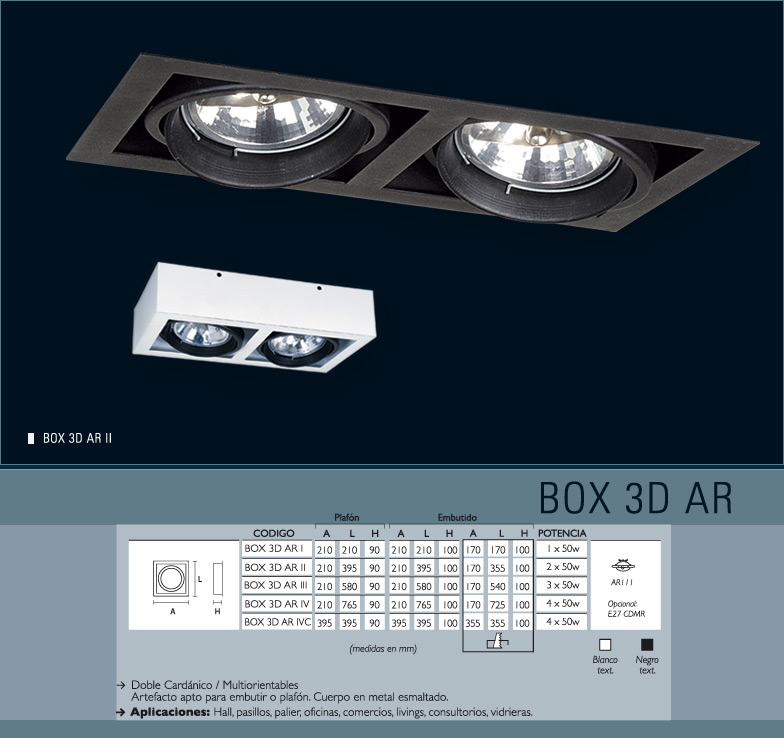 BOX 3D AR II
BOX 3D AR
Plafón Embutido
CODIGO A L H A L H A L H POTENCIA
BOX 3D AR I 210 210 90 210 210 100 170 170 100 1 x 50w
BOX 3D AR II 210 395 90 210 395 100 170 355 100 2 x 50w
BOX 3D AR III 210 580 90 210 580 100 170 540 100 3 x 50w
BOX 3D AR IV 210 765 90 210 765 100 170 725 100 4 x 50w
BOX 3D AR IVC 395 395 90 395 395 100 355 355 100 4 x 50w
L
A H
AR111
Opcional:
E27 CDMR
(medidas en mm)
Blanco
text.
Negro
text.
→ Doble Cardánico / Multiorientables
Artefacto apto para embutir o plafón. Cuerpo en metal esmaltado.
→ Aplicaciones: Hall, pasillos, palier, oficinas, comercios, livings, consultorios, vidrieras.